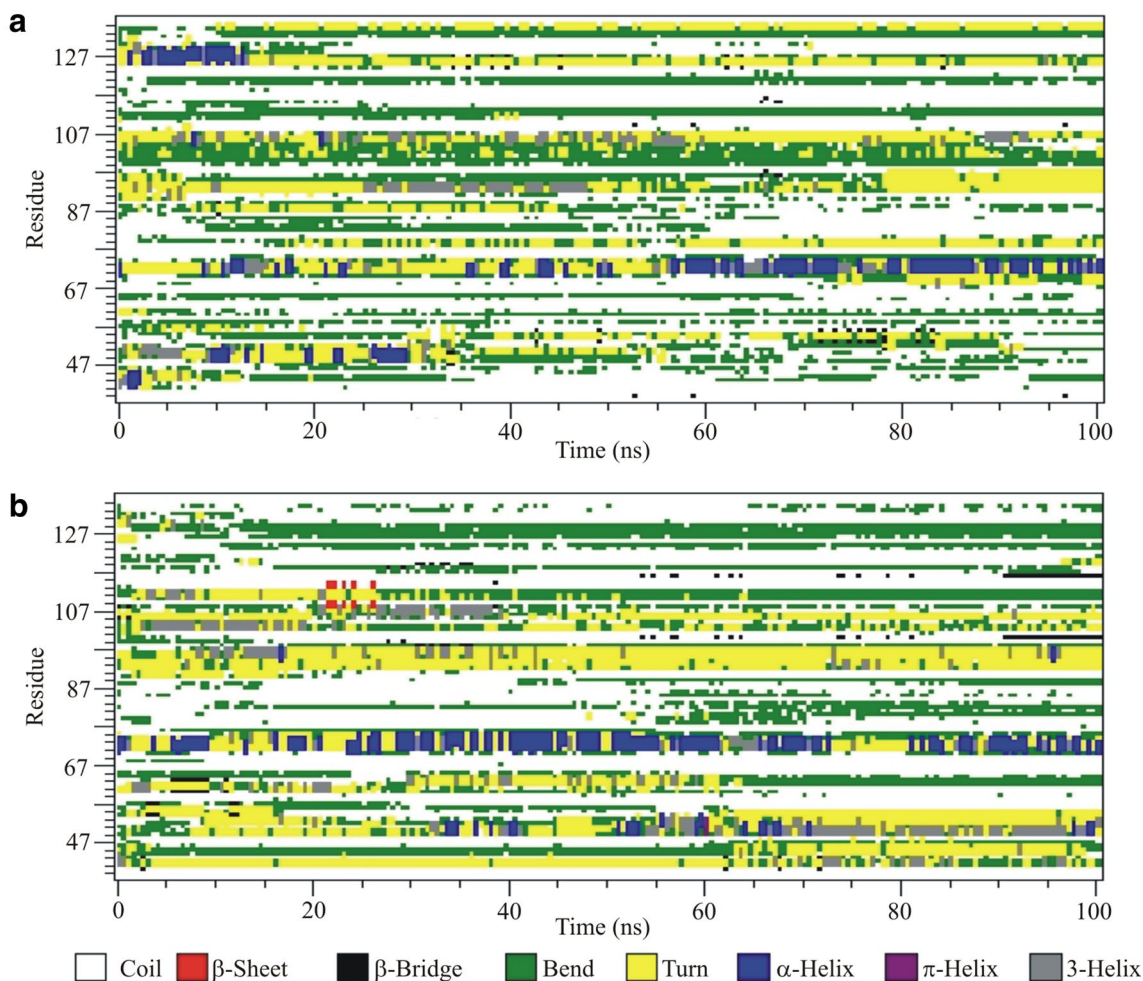 a
127
107
87
67
47
Residue
0 20 40 60 80 100
Time (ns)
b
127
107
87
67
47
Residue
0 20 40 60 80 100
Time (ns)
Coil β-Sheet β-Bridge Bend Turn α-Helix π-Helix 3-Helix